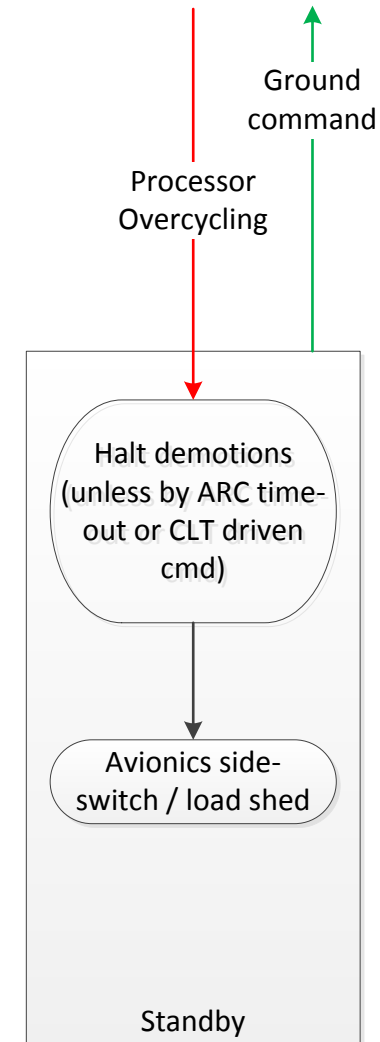 Ground
command
Processor
Overcycling
Halt demotions
(unless by ARC time-
out or CLT driven
cmd)
Avionics side-
switch / load shed
Standby